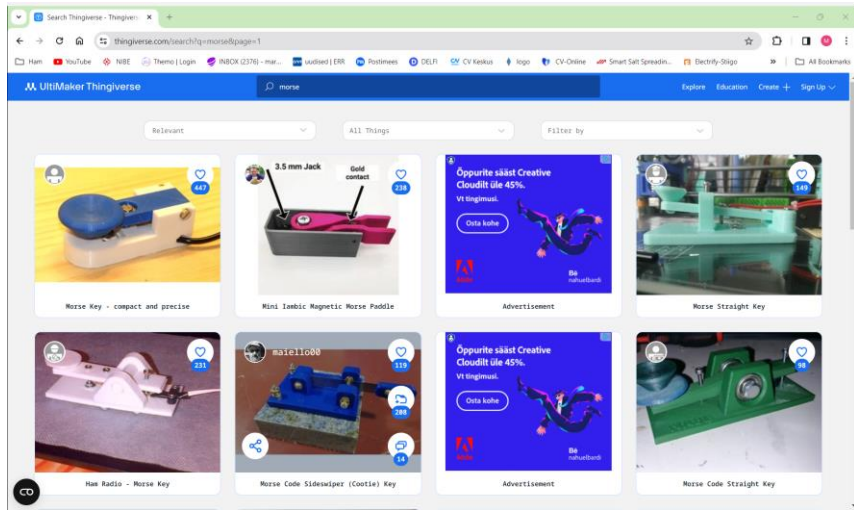 Search Thingiverse - Thingivers
thingiverse.com/search?q=morse&page=1
Ham YouTube NIBE Thermo | Login INBOX (2376) - mar... uudised | ERR Postimees DELFI CV Keskus logo CV-Online Smart Salt Spreadin... Electrify-Stiigo All Bookmarks
UltiMaker Thingiverse morse Explore Education Create + Sign Up
Relevant All Things Filter by
447
3.5 mm Jack
Gold contact
238
Õppurite sääst Creative
Cloudilt üle 45%.
Vt tingimusi.
Osta kohe
Bē
nahuelbardi
149
Morse Key - compact and precise
Mini Iambic Magnetic Morse Paddle
Advertisement
Morse Straight Key
231
maiello00
119
208
14
Õppurite sääst Creative
Cloudilt üle 45%.
Vt tingimusi.
Osta kohe
Bē
nahuelbardi
98
Ham Radio - Morse Key
Morse Code Sideswiper (Cootie) Key
Advertisement
Morse Code Straight Key